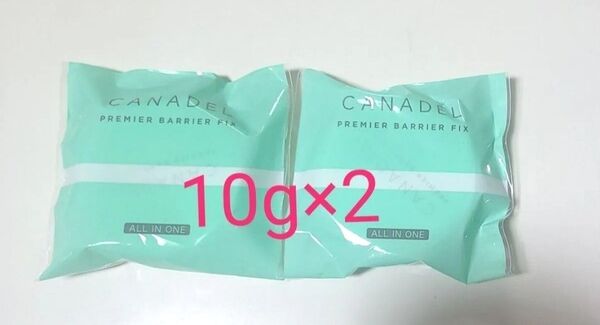 CANADEL
PREMIER BARRIER FIX
ALL IN ONE
CANADEL
PREMIER BARRIER FIX
ALL IN ONE
10g×2